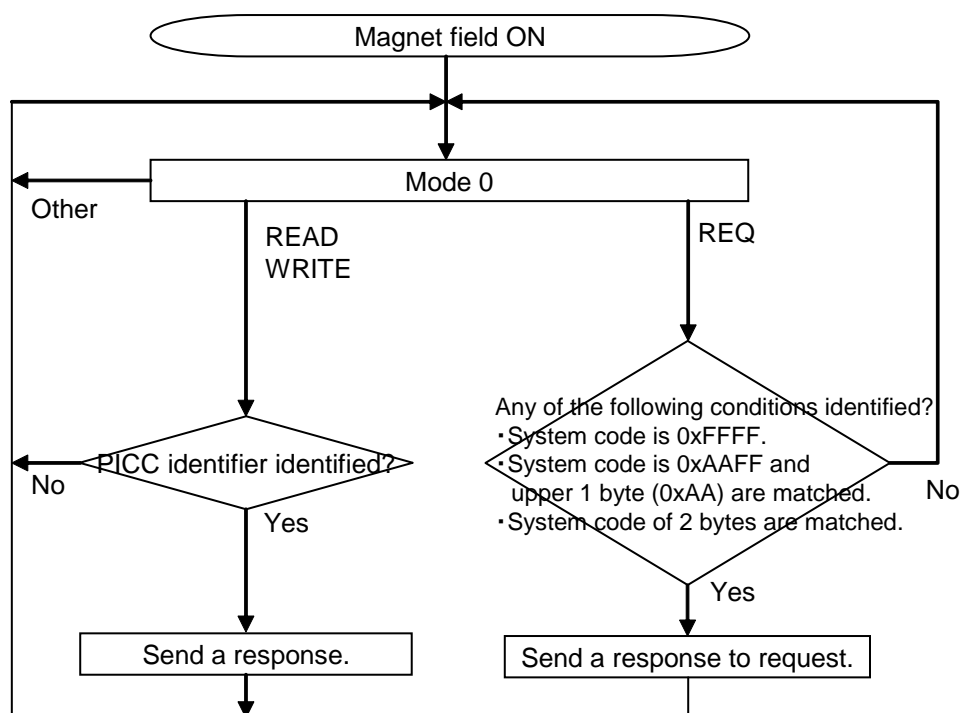 Magnet field ON
Mode 0
Other
READ
WRITE
REQ
PICC identifier identified?
No
Yes
Any of the following conditions identified?
・System code is 0xFFFF.
・System code is 0xAAFF and
upper 1 byte (0xAA) are matched.
・System code of 2 bytes are matched.
No
Yes
Send a response.
Send a response to request.